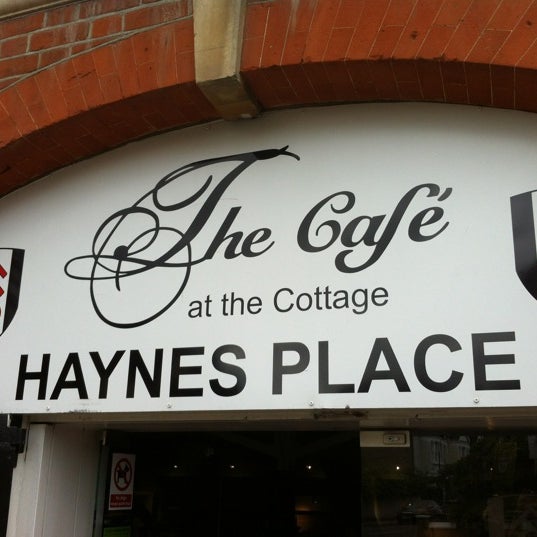 The Café
at the Cottage
HAYNES PLACE